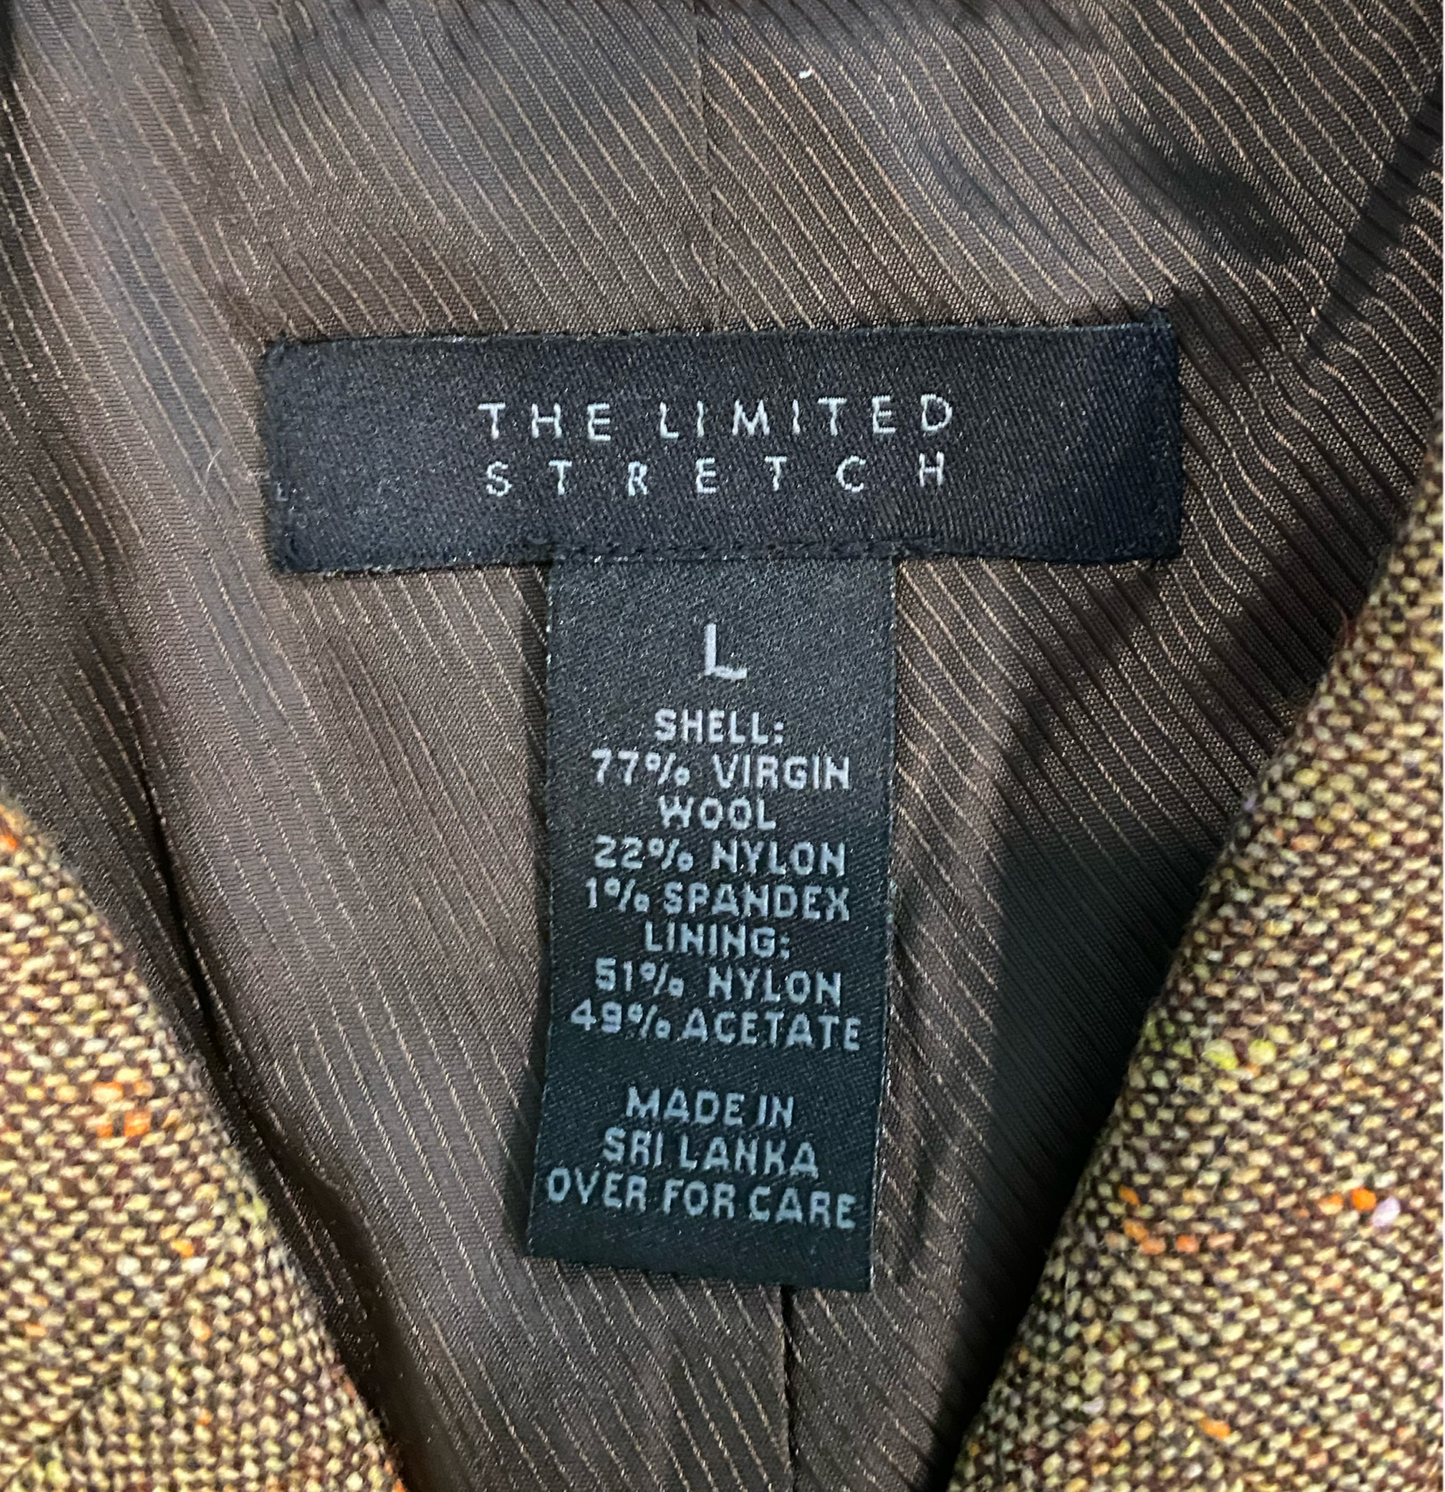 THE LIMITED
STRETCH
L
SHELL:
77% VIRGIN
WOOL
22% NYLON
1% SPANDEX
LINING:
51% NYLON
49% ACETATE
MADE IN
SRI LANKA
OVER FOR CARE